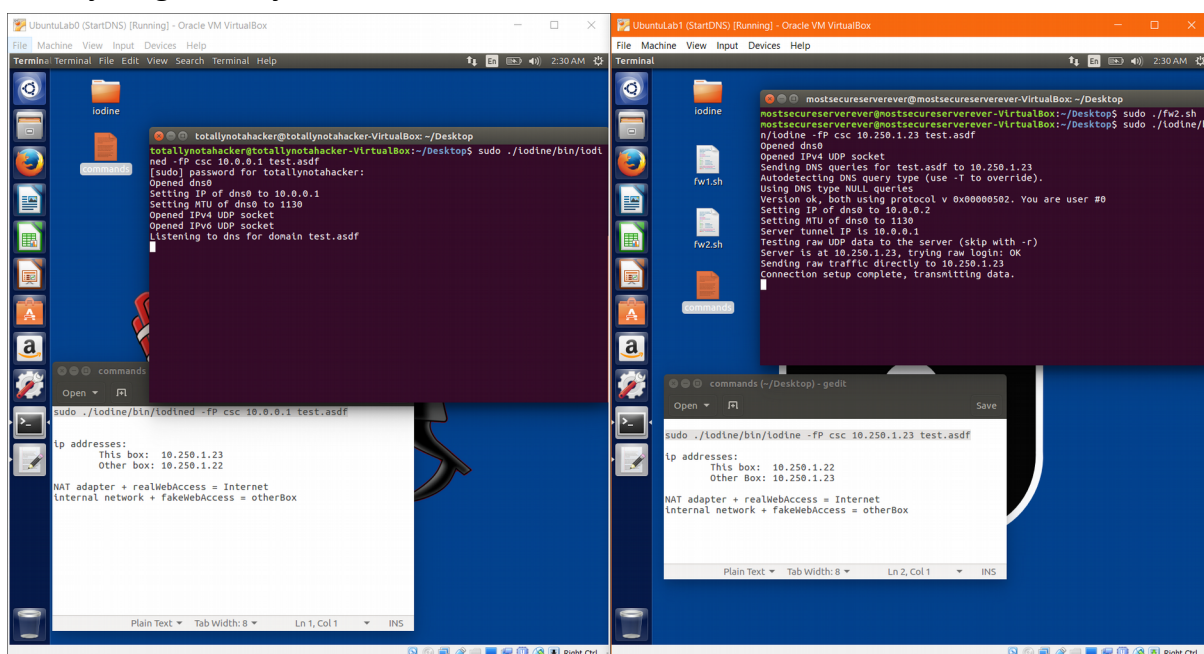 UbuntuLab0 (StartDNS) [Running] - Oracle VM VirtualBox
File Machine View Input Devices Help
Terminal Terminal File Edit View Search Terminal Help
En
2:30 AM
iodine
commands
totallynotahacker@totallynotahacker-VirtualBox: ~/Desktop
totallynotahacker@totallynotahacker-VirtualBox:~/Desktop$ sudo ./iodine/bin/iodi
ned -fP csc 10.0.0.1 test.asdf
[sudo] password for totallynotahacker:
Opened dns0
Setting IP of dns0 to 10.0.0.1
Setting MTU of dns0 to 1130
Opened IPv4 UDP socket
Opened IPv6 UDP socket
Listening to dns for domain test.asdf
commands
Open
sudo ./iodine/bin/iodined -fP csc 10.0.0.1 test.asdf
ip addresses:
This box: 10.250.1.23
Other box: 10.250.1.22
NAT adapter + realWebAccess = Internet
internal network + fakeWebAccess = otherBox
Plain Text Tab Width: 8 Ln 1, Col 1 INS
Right Ctrl
UbuntuLab1 (StartDNS) [Running] - Oracle VM VirtualBox
File Machine View Input Devices Help
Terminal
En
2:30 AM
iodine
fw1.sh
fw2.sh
commands
mostsecureserverever@mostsecureserverever-VirtualBox: ~/Desktop
mostsecureserverever@mostsecureserverever-VirtualBox:~/Desktop$ sudo ./fw2.sh
mostsecureserverever@mostsecureserverever-VirtualBox:~/Desktop$ sudo ./iodine/b
n/iodine -fP csc 10.250.1.23 test.asdf
Opened dns0
Opened IPv4 UDP socket
Sending DNS queries for test.asdf to 10.250.1.23
Autodetecting DNS query type (use -T to override).
Using DNS type NULL queries
Version ok, both using protocol v 0x00000502. You are user #0
Setting IP of dns0 to 10.0.0.2
Setting MTU of dns0 to 1130
Server tunnel IP is 10.0.0.1
Testing raw UDP data to the server (skip with -r)
Server is at 10.250.1.23, trying raw login: OK
Sending raw traffic directly to 10.250.1.23
Connection setup complete, transmitting data.
commands (~/Desktop) - gedit
Open Save
sudo ./iodine/bin/iodine -fP csc 10.250.1.23 test.asdf
ip addresses:
This box: 10.250.1.22
Other Box: 10.250.1.23
NAT adapter + realWebAccess = Internet
internal network + fakeWebAccess = otherBox
Plain Text Tab Width: 8 Ln 2, Col 1 INS
Right Ctrl